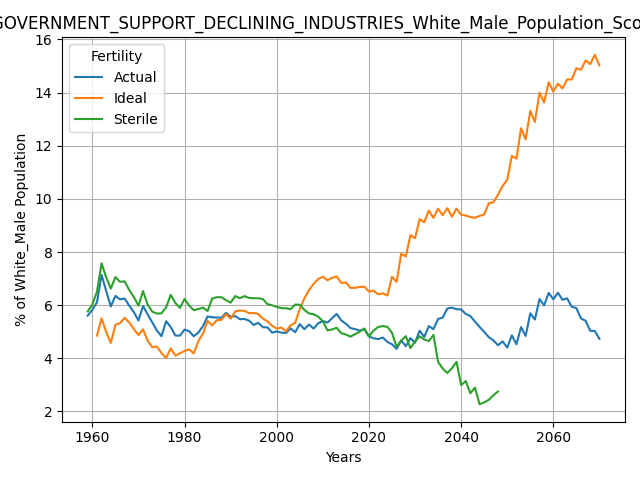 GOVERNMENT_SUPPORT_DECLINING_INDUSTRIES_White_Male_Population_Sco
Fertility
Actual
Ideal
Sterile
% of White_Male Population
16
14
12
10
8
6
4
2
1960 1980 2000 2020 2040 2060
Years